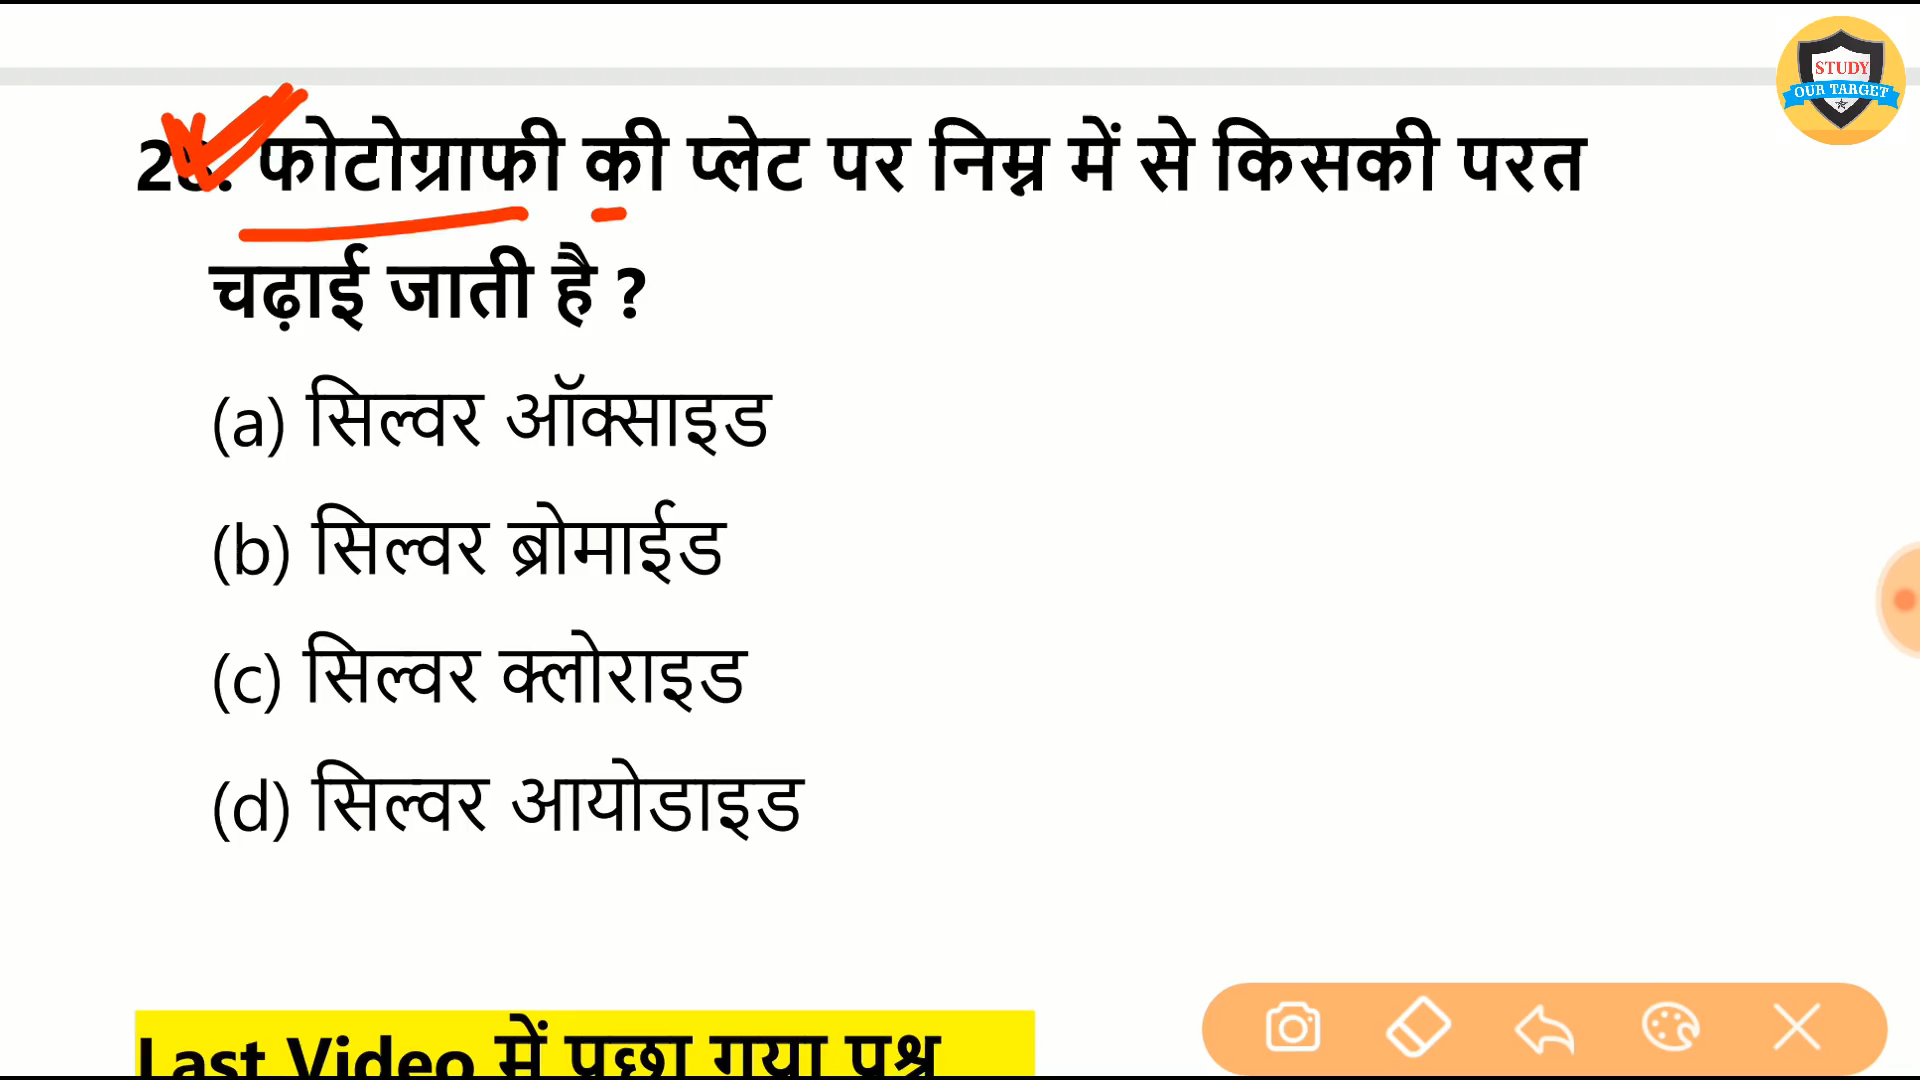 STUDY
OUR TARGET
फोटोग्राफी की प्लेट पर निम्न में से किसकी परत
चढ़ाई जाती है ?
(a) सिल्वर ऑक्साइड
(b) सिल्वर ब्रोमाईड
(c) सिल्वर क्लोराइड
(d) सिल्वर आयोडाइड
Last Video में पूछा गया प्रश्न